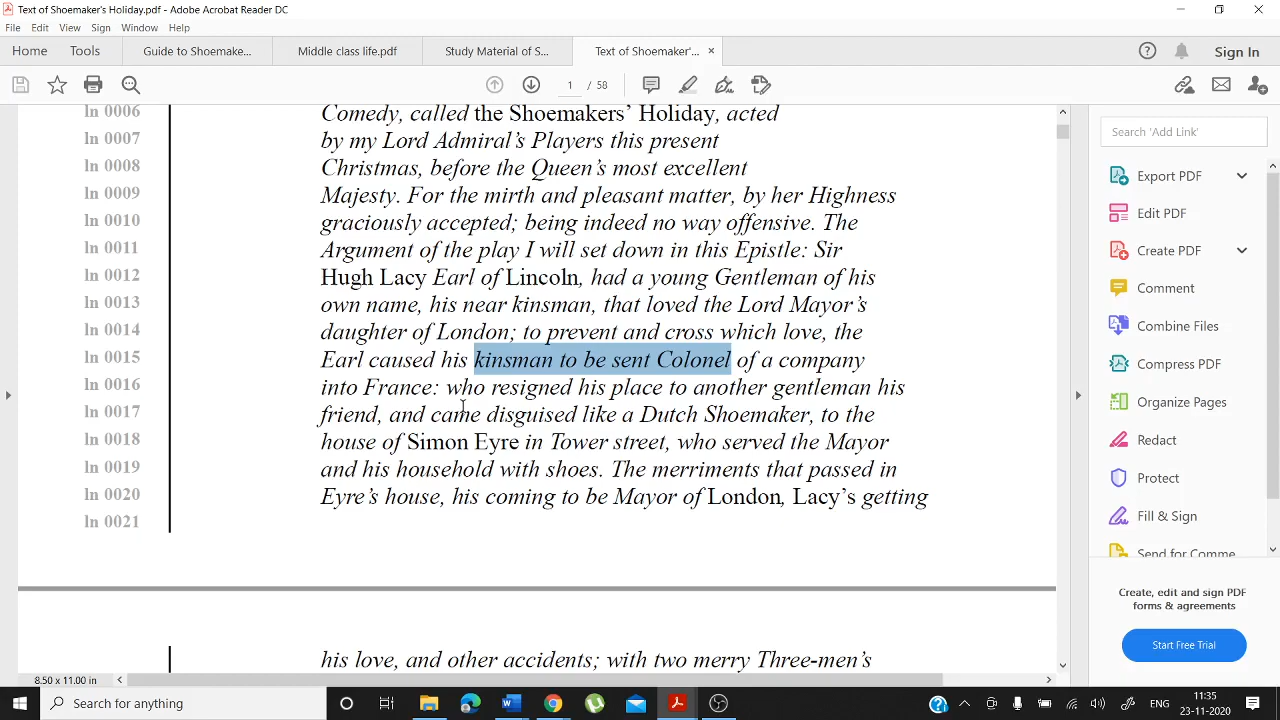 Text of Shoemaker's Holiday.pdf - Adobe Acrobat Reader DC
File Edit View Sign Window Help
Home Tools Guide to Shoemake... Middle class life.pdf Study Material of S... Text of Shoemaker'... × Sign In
1 / 58
ln 0006 Comedy, called the Shoemakers’ Holiday, acted
ln 0007 by my Lord Admiral’s Players this present
ln 0008 Christmas, before the Queen’s most excellent
ln 0009 Majesty. For the mirth and pleasant matter, by her Highness
ln 0010 graciously accepted; being indeed no way offensive. The
ln 0011 Argument of the play I will set down in this Epistle: Sir
ln 0012 Hugh Lacy Earl of Lincoln, had a young Gentleman of his
ln 0013 own name, his near kinsman, that loved the Lord Mayor’s
ln 0014 daughter of London; to prevent and cross which love, the
ln 0015 Earl caused his kinsman to be sent Colonel of a company
ln 0016 into France: who resigned his place to another gentleman his
ln 0017 friend, and came disguised like a Dutch Shoemaker, to the
ln 0018 house of Simon Eyre in Tower street, who served the Mayor
ln 0019 and his household with shoes. The merriments that passed in
ln 0020 Eyre’s house, his coming to be Mayor of London, Lacy’s getting
ln 0021
his love, and other accidents; with two merry Three-men’s
8.50 x 11.00 in
Search 'Add Link'
Export PDF
Edit PDF
Create PDF
Comment
Combine Files
Compress PDF
Organize Pages
Redact
Protect
Fill & Sign
Send for Comme
Create, edit and sign PDF
forms & agreements
Start Free Trial
Search for anything
ENG
11:35
23-11-2020